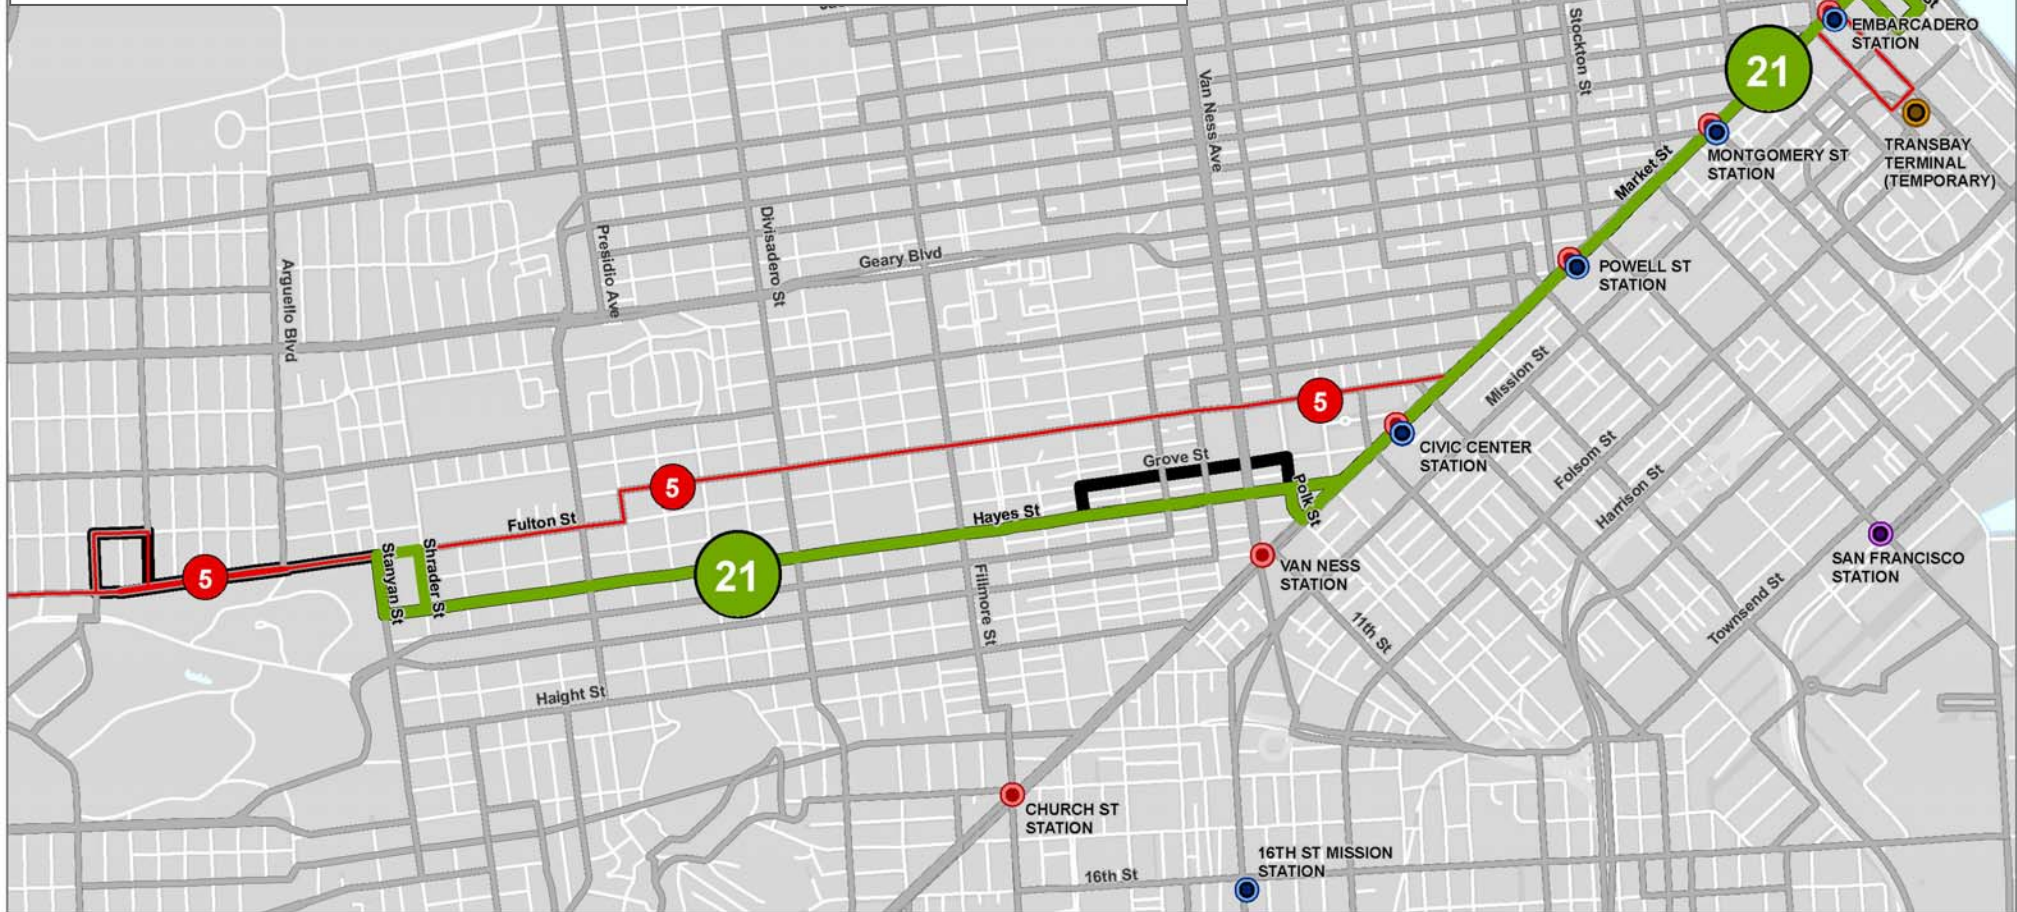 Stockton St
EMBARCADERO
STATION
21
Van Ness Ave
TRANSBAY
TERMINAL
(TEMPORARY)
MONTGOMERY ST
STATION
Market St
Divisadero St
Presidio Ave
Geary Blvd
Arguello Blvd
POWELL ST
STATION
Mission St
5
CIVIC CENTER
STATION
Grove St
Folsom St
Harrison St
Polk St
5
Fulton St
Hayes St
Stanyan St
Shrader St
5
21
Fillmore St
VAN NESS
STATION
SAN FRANCISCO
STATION
11th St
Townsend St
Haight St
CHURCH ST
STATION
16TH ST MISSION
STATION
16th St